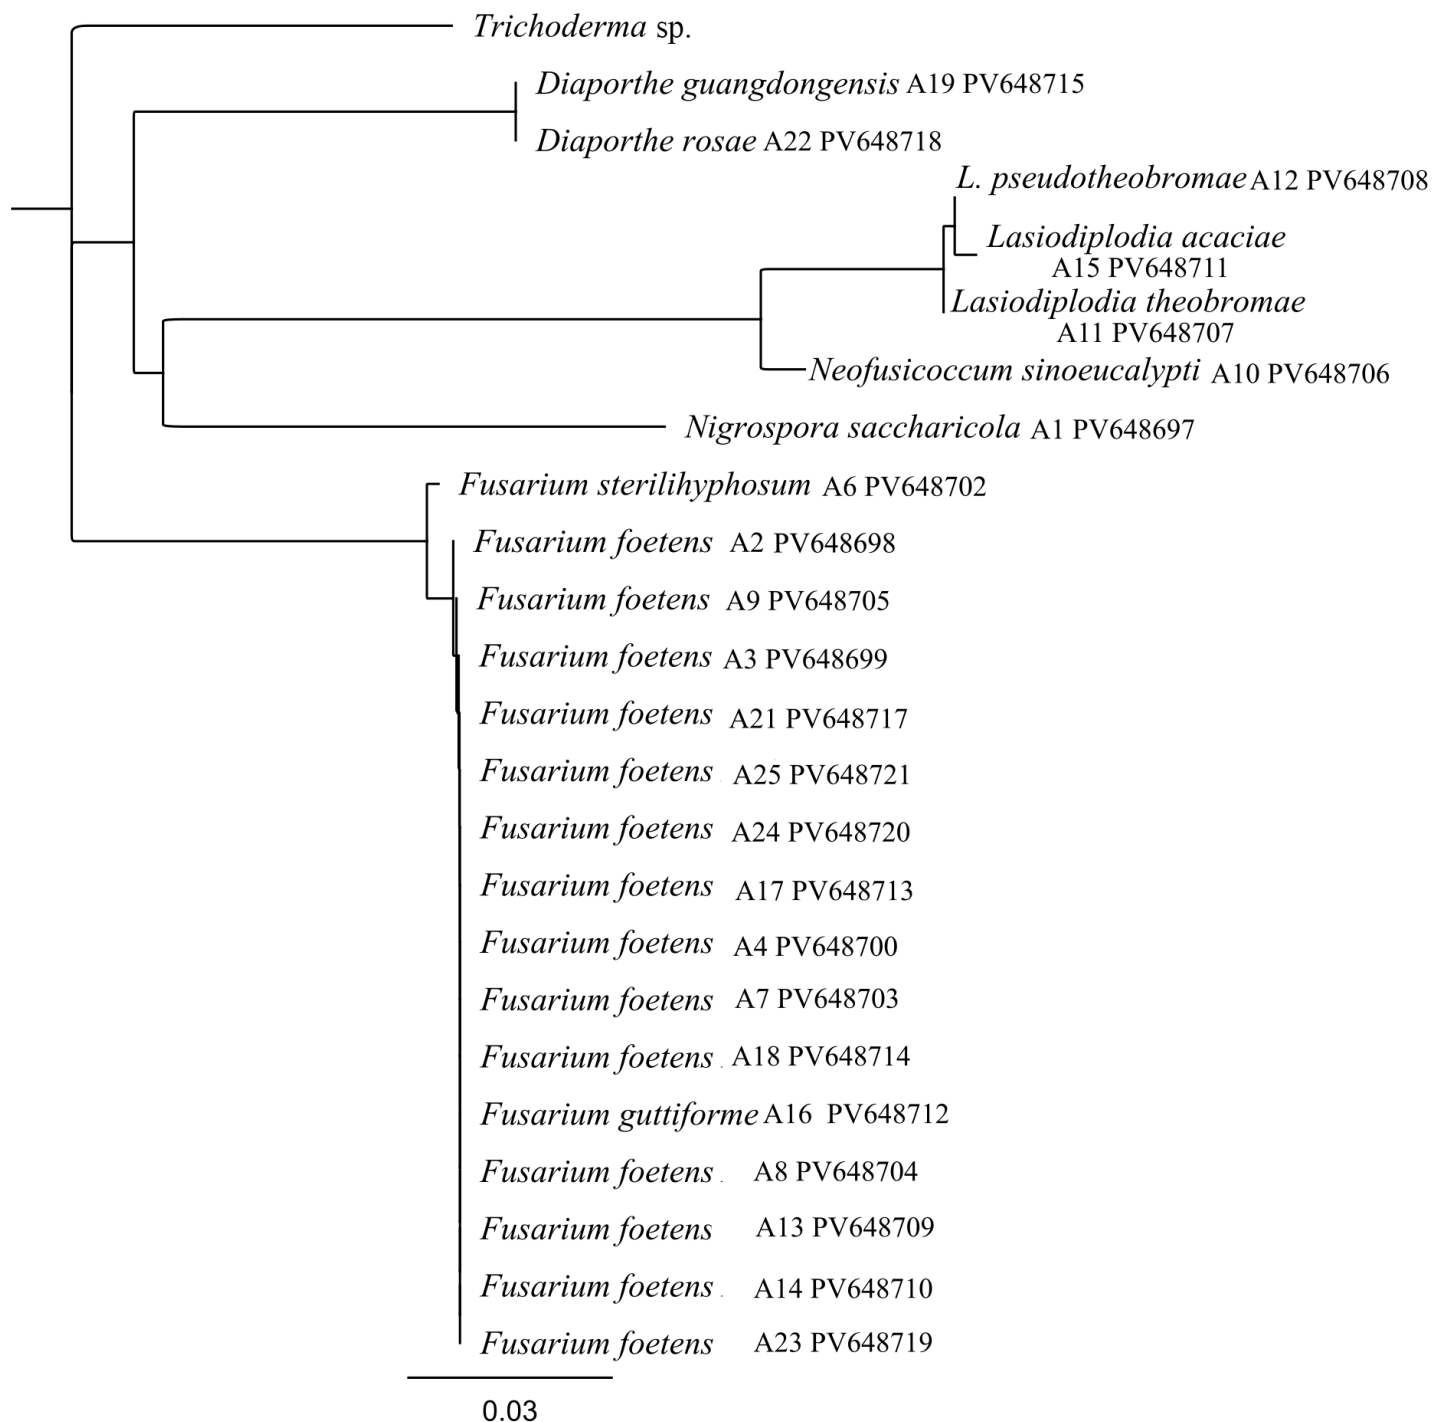 Trichoderma sp.
Diaporthe guangdongensis A19 PV648715
Diaporthe rosae A22 PV648718
L. pseudotheobromae A12 PV648708
Lasiodiplodia acaciae
A15 PV648711
Lasiodiplodia theobromae
A11 PV648707
Neofusicoccum sinoeucalypti A10 PV648706
Nigrospora saccharicola A1 PV648697
Fusarium sterilihyphosum A6 PV648702
Fusarium foetens A2 PV648698
Fusarium foetens A9 PV648705
Fusarium foetens A3 PV648699
Fusarium foetens A21 PV648717
Fusarium foetens A25 PV648721
Fusarium foetens A24 PV648720
Fusarium foetens A17 PV648713
Fusarium foetens A4 PV648700
Fusarium foetens A7 PV648703
Fusarium foetens A18 PV648714
Fusarium guttiforme A16 PV648712
Fusarium foetens A8 PV648704
Fusarium foetens A13 PV648709
Fusarium foetens A14 PV648710
Fusarium foetens A23 PV648719
0.03